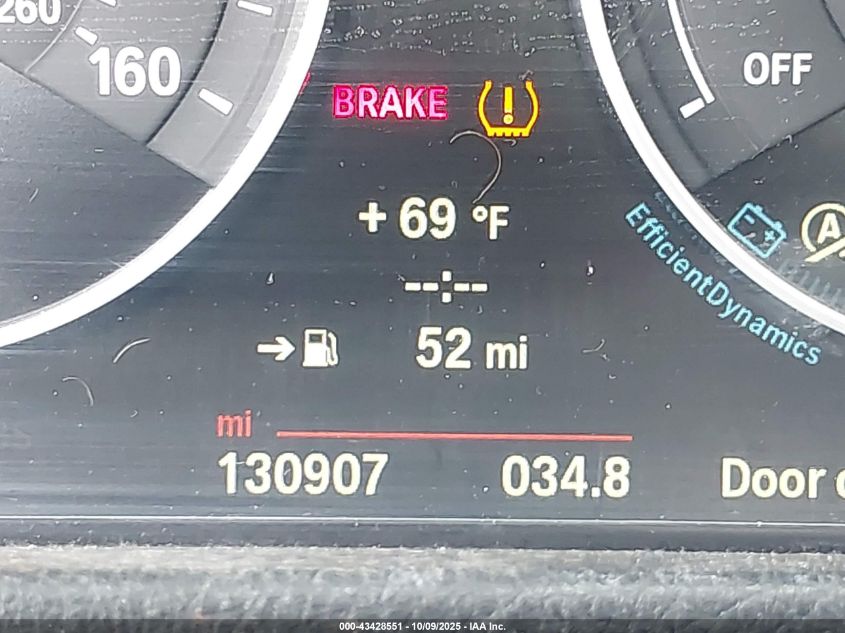 260
160
OFF
BRAKE
+ 69 °F
--:--
EfficientDynamics
52 mi
mi
130907 034.8 Door
000-43428551 - 10/09/2025 - IAA Inc.